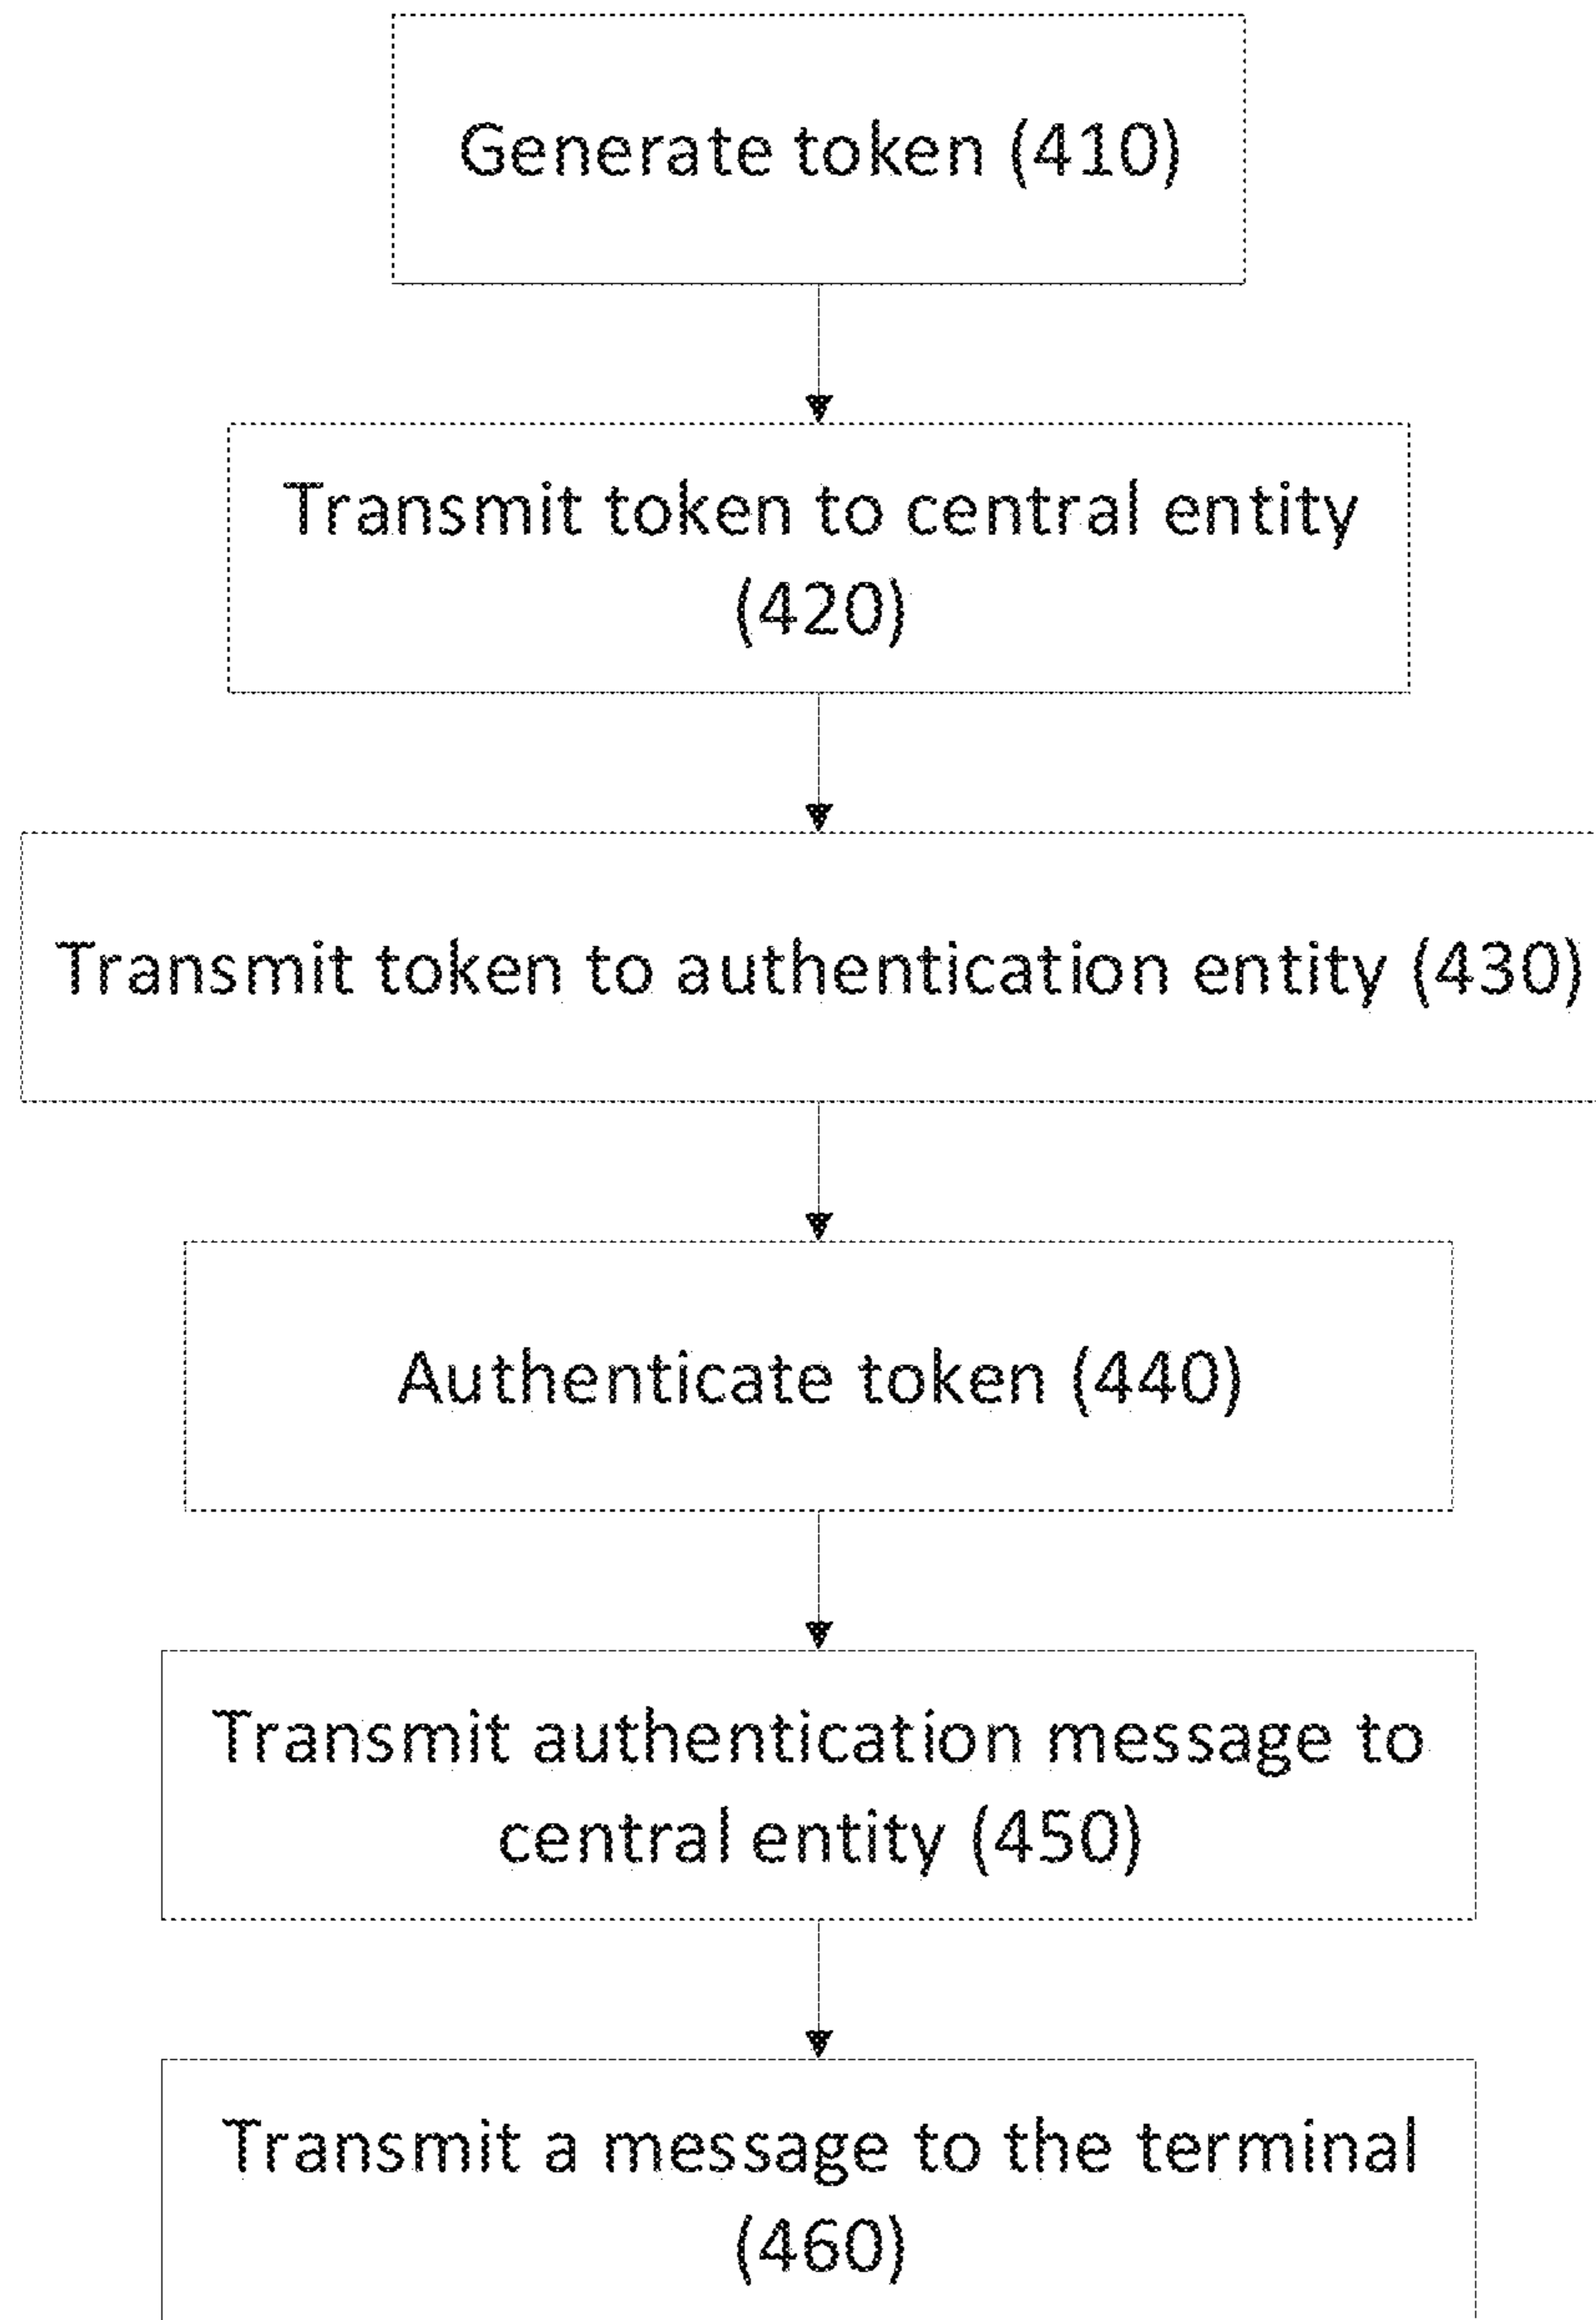 Generate token (410)
Transmit token to central entity
(420)
Transmit token to authentication entity (430)
Authenticate token (440)
Transmit authentication message to
central entity (450)
Transmit a message to the terminal
(460)